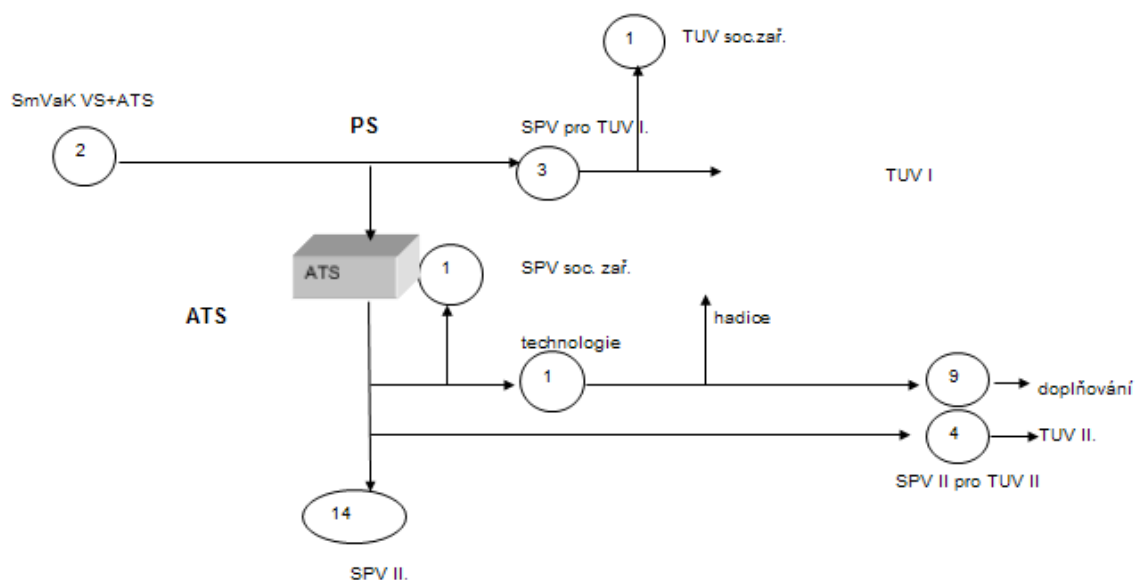 1
TUV soc.zař.
SmVaK VS+ATS
2
PS
SPV pro TUV I.
3
TUV I
ATS
1
SPV soc. zař.
ATS
hadice
technologie
1
9
doplňování
4
TUV II.
SPV II pro TUV II
14
SPV II.